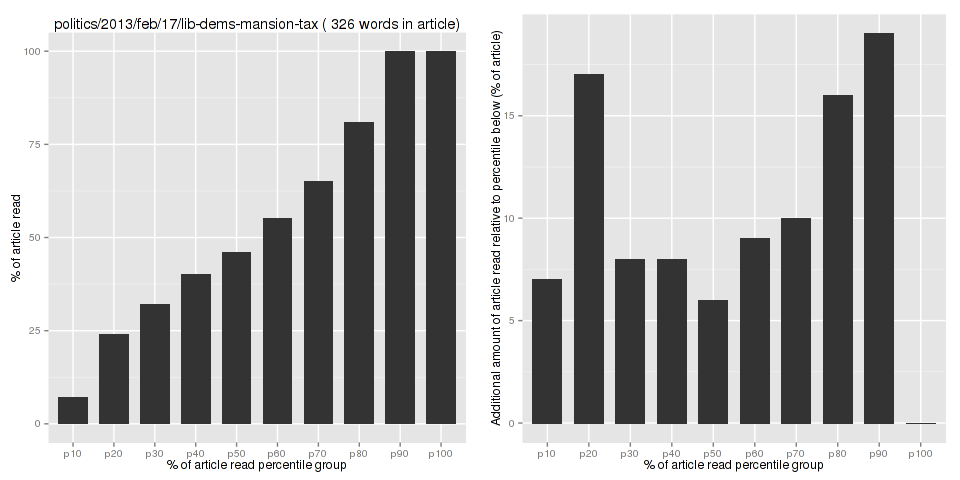 politics/2013/feb/17/lib-dems-mansion-tax ( 326 words in article)
% of article read
100
75
50
25
0
p10 p20 p30 p40 p50 p60 p70 p80 p90 p100
% of article read percentile group
Additional amount of article read relative to percentile below (% of article)
15
10
5
0
p10 p20 p30 p40 p50 p60 p70 p80 p90 p100
% of article read percentile group